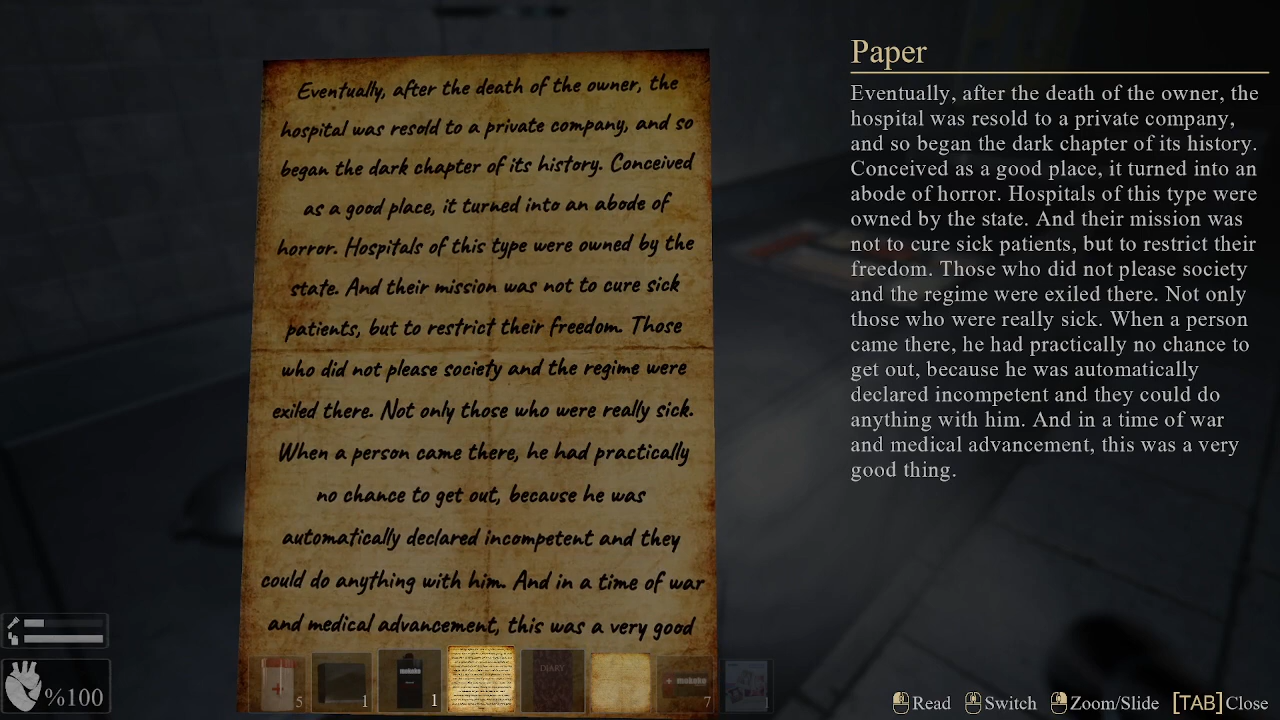 Eventually, after the death of the owner, the
hospital was resold to a private company, and so
began the dark chapter of its history. Conceived
as a good place, it turned into an abode of
horror. Hospitals of this type were owned by the
state. And their mission was not to cure sick
patients, but to restrict their freedom. Those
who did not please society and the regime were
exiled there. Not only those who were really sick.
When a person came there, he had practically
no chance to get out, because he was
automatically declared incompetent and they
could do anything with him. And in a time of war
and medical advancement, this was a very good
Paper
Eventually, after the death of the owner, the
hospital was resold to a private company,
and so began the dark chapter of its history.
Conceived as a good place, it turned into an
abode of horror. Hospitals of this type were
owned by the state. And their mission was
not to cure sick patients, but to restrict their
freedom. Those who did not please society
and the regime were exiled there. Not only
those who were really sick. When a person
came there, he had practically no chance to
get out, because he was automatically
declared incompetent and they could do
anything with him. And in a time of war
and medical advancement, this was a very
good thing.
%100
5
1
1
DIARY
7
Read
Switch
Zoom/Slide
[TAB]Close